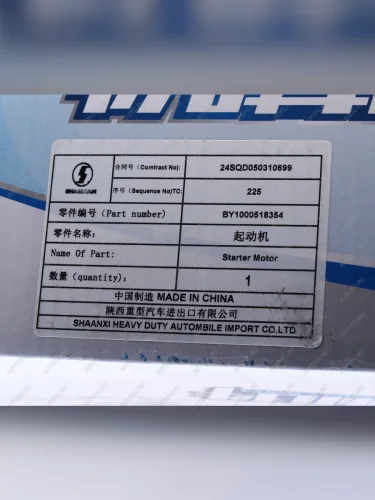 SHACMAN
合同号 (Comtract No):
24SQD050310699
序号 (Sequence No)TC:
225
零件编号 (Part number)
BY1000518354
零件名称:
起动机
Name Of Part:
Starter Motor
数量 (quantity):
1
中国制造 MADE IN CHINA
陕西重型汽车进出口有限公司
SHAANXI HEAVY DUTY AUTOMBILE IMPORT CO.LTD